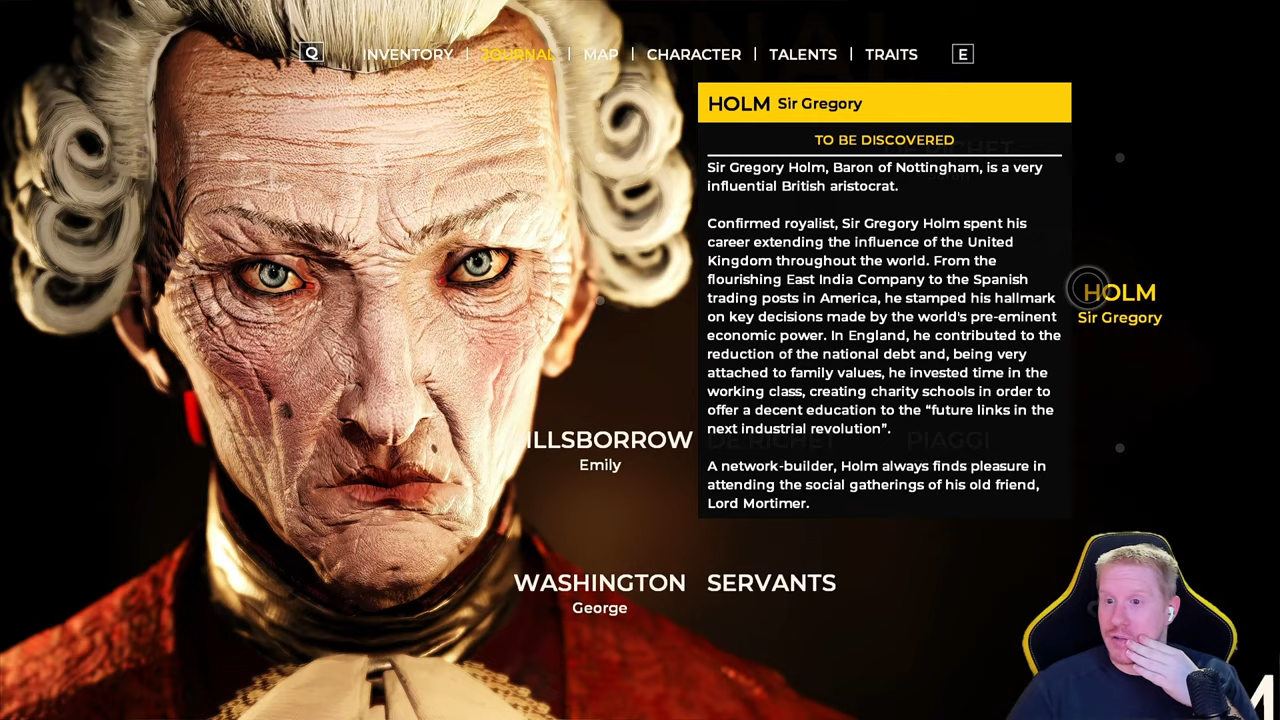 Q INVENTORY | JOURNAL | MAP | CHARACTER | TALENTS | TRAITS E
HOLM Sir Gregory
TO BE DISCOVERED
Sir Gregory Holm, Baron of Nottingham, is a very
influential British aristocrat.
Confirmed royalist, Sir Gregory Holm spent his
career extending the influence of the United
Kingdom throughout the world. From the
flourishing East India Company to the Spanish
trading posts in America, he stamped his hallmark
on key decisions made by the world's pre-eminent
economic power. In England, he contributed to the
reduction of the national debt and, being very
attached to family values, he invested time in the
working class, creating charity schools in order to
offer a decent education to the “future links in the
next industrial revolution”.
A network-builder, Holm always finds pleasure in
attending the social gatherings of his old friend,
Lord Mortimer.
HOLM
Sir Gregory
ILLSBORROW
Emily
DE RICHET
PIAGGI
WASHINGTON
George
SERVANTS